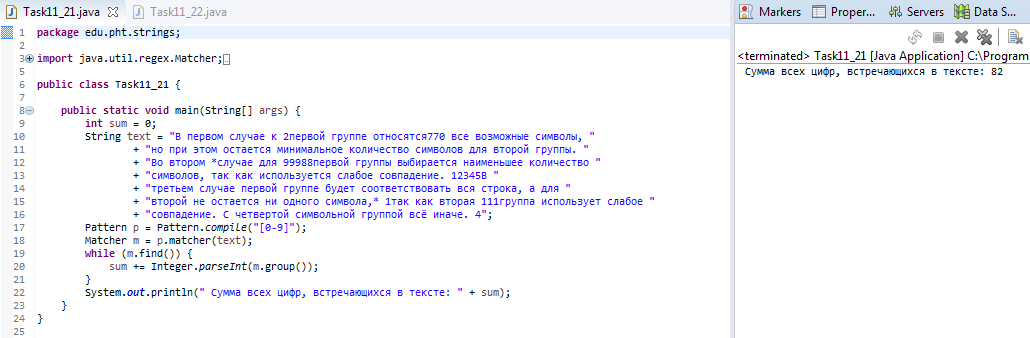 Task11_21.java Task11_22.java
1 package edu.pht.strings;
2
3 import java.util.regex.Matcher;
6 public class Task11_21 {
7
8 public static void main(String[] args) {
9 int sum = 0;
10 String text = "В первом случае к 2первой группе относятся770 все возможные символы, "
11 + "но при этом остается минимальное количество символов для второй группы. "
12 + "Во втором *случае для 99988первой группы выбирается наименьшее количество "
13 + "символов, так как используется слабое совпадение. 12345В "
14 + "третьем случае первой группе будет соответствовать вся строка, а для "
15 + "второй не остается ни одного символа,* 1так как вторая 111группа использует слабое "
16 + "совпадение. С четвертой символьной группой всё иначе. 4";
17 Pattern p = Pattern.compile("[0-9]");
18 Matcher m = p.matcher(text);
19 while (m.find()) {
20 sum += Integer.parseInt(m.group());
21 }
22 System.out.println(" Сумма всех цифр, встречающихся в тексте: " + sum);
23 }
24 }
25
Markers Proper... Servers Data S...
<terminated> Task11_21 [Java Application] C:\Program
Сумма всех цифр, встречающихся в тексте: 82